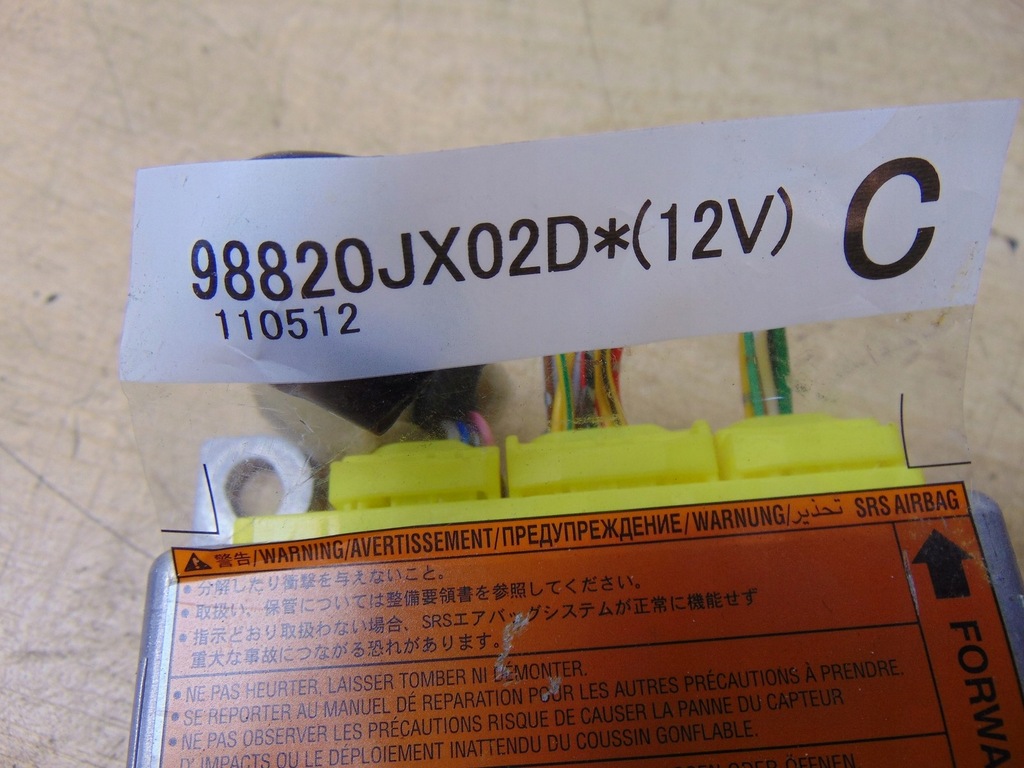 98820JX02D*(12V) C
110512
警告/WARNING/AVERTISSEMENT/ПРЕДУПРЕЖДЕНИЕ/WARNUNG/تحذير SRS AIRBAG
• 分解したり衝撃を与えないこと。
• 取扱い、保管については整備要領書を参照してください。
• 指示どおり取扱わない場合、SRSエアバッグシステムが正常に機能せず
重大な事故につながる恐れがあります。
• NE PAS HEURTER, LAISSER TOMBER NI DEMONTER.
• SE REPORTER AU MANUEL DE REPARATION POUR LES AUTRES PRÉCAUTIONS À PRENDRE.
• NE PAS OBSERVER LES PRÉCAUTIONS RISQUE DE CAUSER LA PANNE DU CAPTEUR
D'IMPACTS OU LE DÉPLOIEMENT INATTENDU DU COUSSIN GONFLABLE.
ODER ÖFFNEN.
FORWA